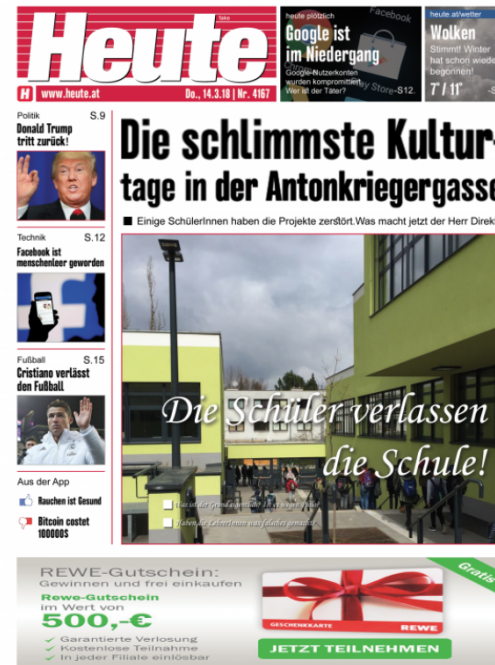 fake
Heute
H www.heute.at Do., 14.3.18 | Nr. 4167
heute plötzlich
Google ist
im Niedergang
Google-Nutzerkonten
wurden kompromittiert.
Wer ist der Täter? S12.
Facebook
Play Store
heute.at/wetter
Wolken
Stimmt! Winter
hat schon wiede
begonnen!
7°/ 11°
Politik S.9
Donald Trump
tritt zurück!
Technik S.12
Facebook ist
menschenleer geworden
Fußball S.15
Cristiano verlässt
den Fußball
Aus der App
Rauchen ist Gesund
Bitcoin costet
100000$
Die schlimmste Kultur-
tage in der Antonkriegergasse
Einige SchülerInnen haben die Projekte zerstört.Was macht jetzt der Herr Direk
Die Schüler verlassen
die Schule!
REWE-Gutschein:
Gewinnen und frei einkaufen
Rewe-Gutschein
im Wert von
500,-€
Garantierte Verlosung
Kostenlose Teilnahme
In jeder Filiale einlösbar
Gratis
GESCHENKKARTE REWE
JETZT TEILNEHMEN